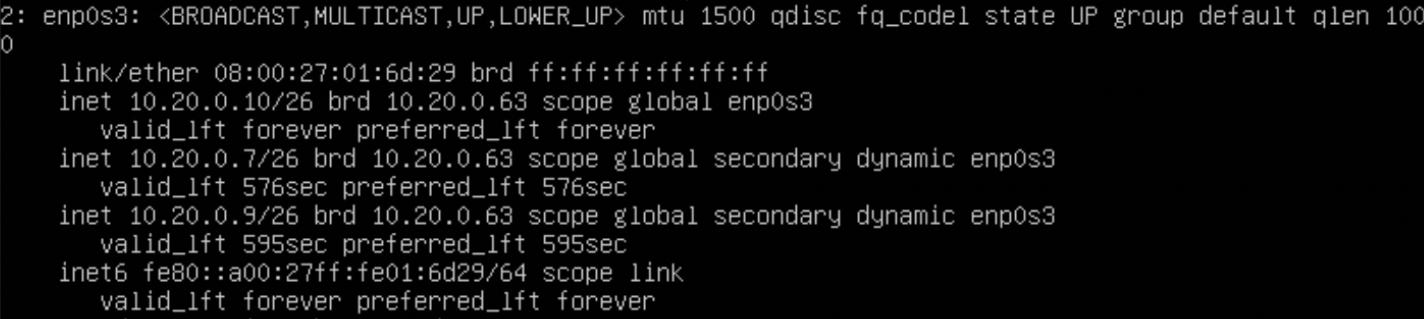 2: enp0s3: <BROADCAST,MULTICAST,UP,LOWER_UP> mtu 1500 qdisc fq_codel state UP group default qlen 100
0
link/ether 08:00:27:01:6d:29 brd ff:ff:ff:ff:ff:ff
inet 10.20.0.10/26 brd 10.20.0.63 scope global enp0s3
valid_lft forever preferred_lft forever
inet 10.20.0.7/26 brd 10.20.0.63 scope global secondary dynamic enp0s3
valid_lft 576sec preferred_lft 576sec
inet 10.20.0.9/26 brd 10.20.0.63 scope global secondary dynamic enp0s3
valid_lft 595sec preferred_lft 595sec
inet6 fe80::a00:27ff:fe01:6d29/64 scope link
valid_lft forever preferred_lft forever